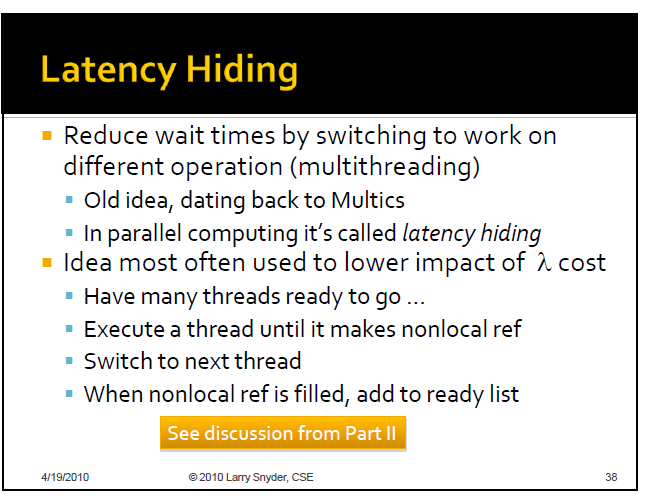 Latency Hiding
Reduce wait times by switching to work on
different operation (multithreading)
Old idea, dating back to Multics
In parallel computing it's called latency hiding
Idea most often used to lower impact of λ cost
Have many threads ready to go …
Execute a thread until it makes nonlocal ref
Switch to next thread
When nonlocal ref is filled, add to ready list
See discussion from Part II
4/19/2010 © 2010 Larry Snyder, CSE 38